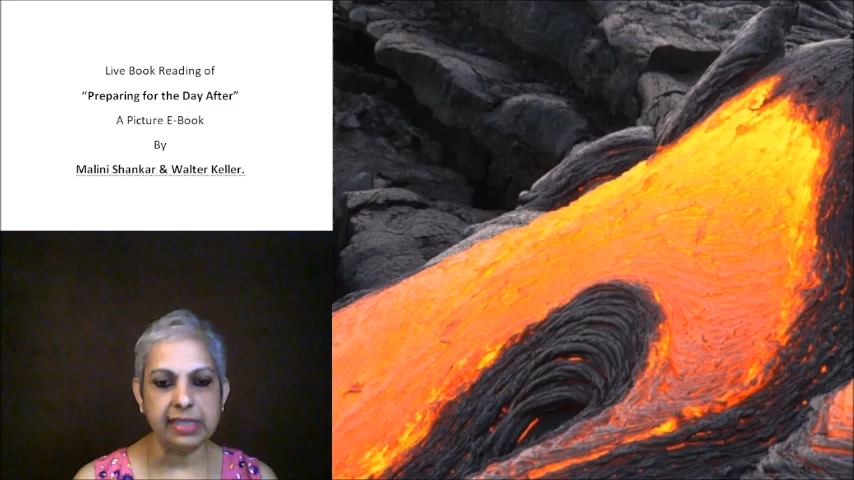 Live Book Reading of
“Preparing for the Day After”
A Picture E-Book
By
Malini Shankar & Walter Keller.